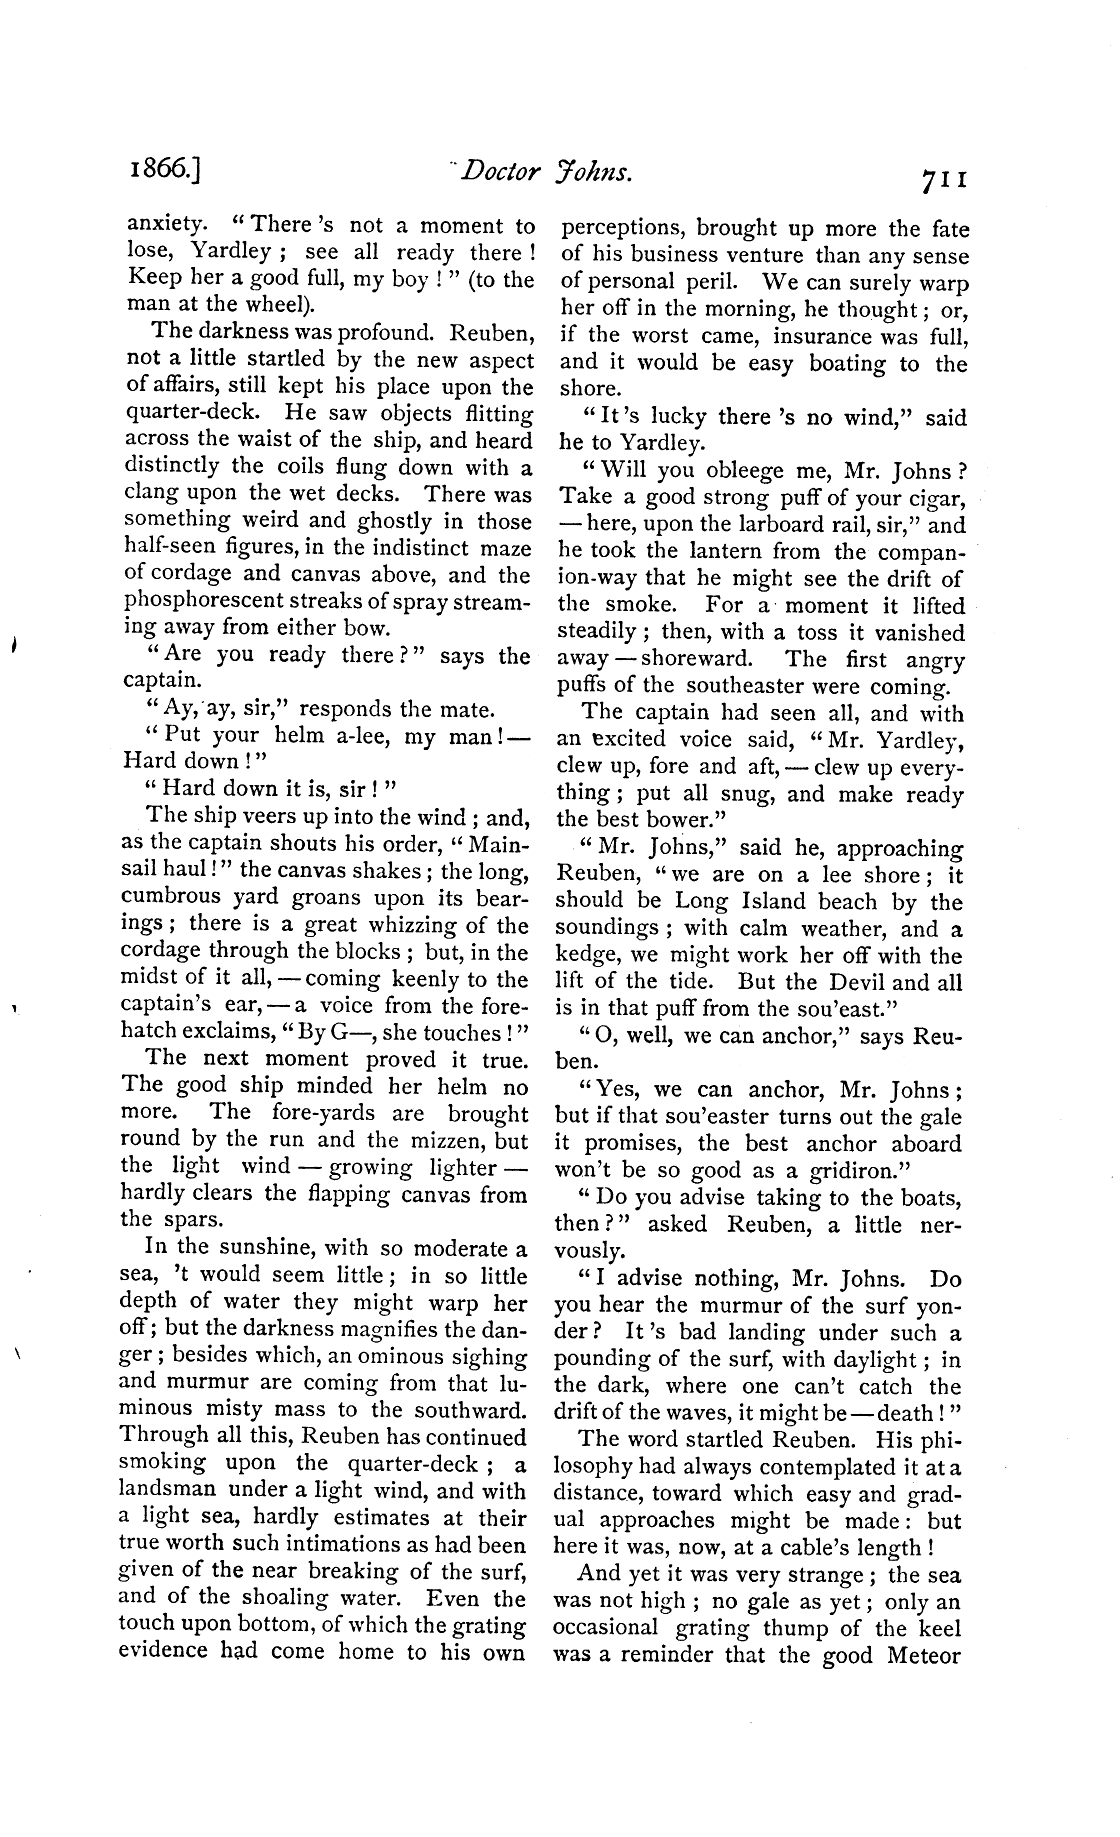 1866.] Doctor Johns. 711
anxiety. “There 's not a moment to
lose, Yardley ; see all ready there !
Keep her a good full, my boy ! ” (to the
man at the wheel).
The darkness was profound. Reuben,
not a little startled by the new aspect
of affairs, still kept his place upon the
quarter-deck. He saw objects flitting
across the waist of the ship, and heard
distinctly the coils flung down with a
clang upon the wet decks. There was
something weird and ghostly in those
half-seen figures, in the indistinct maze
of cordage and canvas above, and the
phosphorescent streaks of spray stream-
ing away from either bow.
“Are you ready there?” says the
captain.
“Ay, ay, sir,” responds the mate.
“Put your helm a-lee, my man!—
Hard down !”
“Hard down it is, sir ! ”
The ship veers up into the wind ; and,
as the captain shouts his order, “Main-
sail haul!” the canvas shakes ; the long,
cumbrous yard groans upon its bear-
ings ; there is a great whizzing of the
cordage through the blocks ; but, in the
midst of it all, — coming keenly to the
captain's ear, — a voice from the fore-
hatch exclaims, “By G—, she touches !”
The next moment proved it true.
The good ship minded her helm no
more. The fore-yards are brought
round by the run and the mizzen, but
the light wind — growing lighter —
hardly clears the flapping canvas from
the spars.
In the sunshine, with so moderate a
sea, 't would seem little ; in so little
depth of water they might warp her
off ; but the darkness magnifies the dan-
ger ; besides which, an ominous sighing
and murmur are coming from that lu-
minous misty mass to the southward.
Through all this, Reuben has continued
smoking upon the quarter-deck ; a
landsman under a light wind, and with
a light sea, hardly estimates at their
true worth such intimations as had been
given of the near breaking of the surf,
and of the shoaling water. Even the
touch upon bottom, of which the grating
evidence had come home to his own
perceptions, brought up more the fate
of his business venture than any sense
of personal peril. We can surely warp
her off in the morning, he thought ; or,
if the worst came, insurance was full,
and it would be easy boating to the
shore.
“It 's lucky there 's no wind,” said
he to Yardley.
“Will you obleege me, Mr. Johns ?
Take a good strong puff of your cigar,
— here, upon the larboard rail, sir,” and
he took the lantern from the compan-
ion-way that he might see the drift of
the smoke. For a moment it lifted
steadily ; then, with a toss it vanished
away — shoreward. The first angry
puffs of the southeaster were coming.
The captain had seen all, and with
an excited voice said, “Mr. Yardley,
clew up, fore and aft, — clew up every-
thing ; put all snug, and make ready
the best bower.”
“Mr. Johns,” said he, approaching
Reuben, “we are on a lee shore ; it
should be Long Island beach by the
soundings ; with calm weather, and a
kedge, we might work her off with the
lift of the tide. But the Devil and all
is in that puff from the sou'east.”
“O, well, we can anchor,” says Reu-
ben.
“Yes, we can anchor, Mr. Johns ;
but if that sou'easter turns out the gale
it promises, the best anchor aboard
won't be so good as a gridiron.”
“Do you advise taking to the boats,
then?” asked Reuben, a little ner-
vously.
“I advise nothing, Mr. Johns. Do
you hear the murmur of the surf yon-
der? It 's bad landing under such a
pounding of the surf, with daylight ; in
the dark, where one can't catch the
drift of the waves, it might be — death ! ”
The word startled Reuben. His phi-
losophy had always contemplated it at a
distance, toward which easy and grad-
ual approaches might be made : but
here it was, now, at a cable's length !
And yet it was very strange ; the sea
was not high ; no gale as yet ; only an
occasional grating thump of the keel
was a reminder that the good Meteor